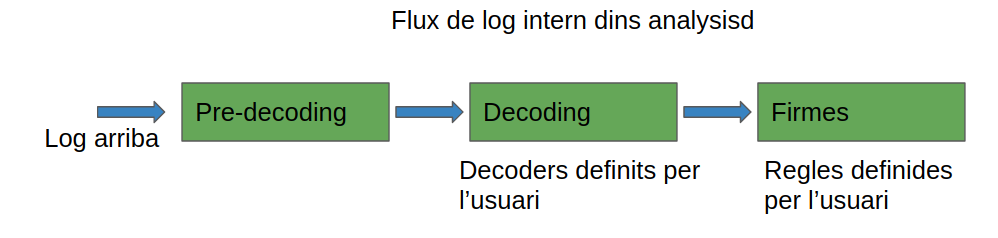 Flux de log intern dins analysisd
Log arriba
Pre-decoding
Decoding
Firmes
Decoders definits per
l’usuari
Regles definides
per l’usuari